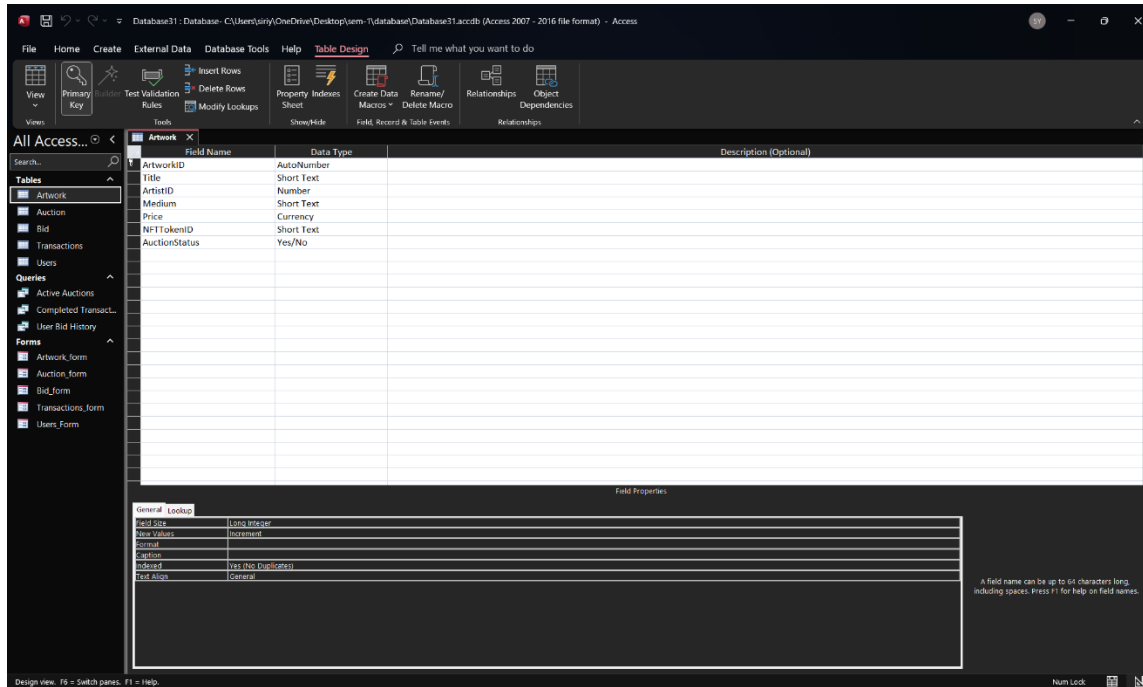 Database31 : Database- C:\Users\siriy\OneDrive\Desktop\sem-1\database\Database31.accdb (Access 2007 - 2016 file format) - Access
SY
File Home Create External Data Database Tools Help Table Design Tell me what you want to do
View
Primary Key
Builder
Test Validation Rules
Insert Rows
Delete Rows
Modify Lookups
Property Sheet
Indexes
Create Data Macros
Rename/ Delete Macro
Relationships
Object Dependencies
Views Tools Show/Hide Field, Record & Table Events Relationships
All Access...
Search...
Tables
Artwork
Auction
Bid
Transactions
Users
Queries
Active Auctions
Completed Transact...
User Bid History
Forms
Artwork_form
Auction_form
Bid_form
Transactions_form
Users_Form
Artwork
Field Name Data Type Description (Optional)
ArtworkID AutoNumber
Title Short Text
ArtistID Number
Medium Short Text
Price Currency
NFTTokenID Short Text
AuctionStatus Yes/No
Field Properties
General Lookup
Field Size Long Integer
New Values Increment
Format
Caption
Indexed Yes (No Duplicates)
Text Align General
A field name can be up to 64 characters long,
including spaces. Press F1 for help on field names.
Design view. F6 = Switch panes. F1 = Help.
Num Lock